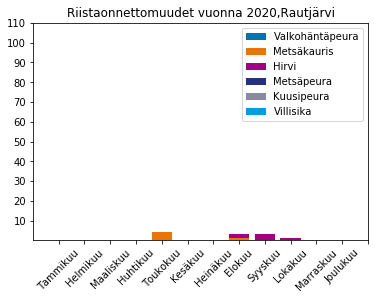 Riistaonnettomuudet vuonna 2020,Rautjärvi
110
100
90
80
70
60
50
40
30
20
10
Valkohäntäpeura
Metsäkauris
Hirvi
Metsäpeura
Kuusipeura
Villisika
Tammikuu
Helmikuu
Maaliskuu
Huhtikuu
Toukokuu
Kesäkuu
Heinäkuu
Elokuu
Syyskuu
Lokakuu
Marraskuu
Joulukuu